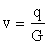 v = q/G